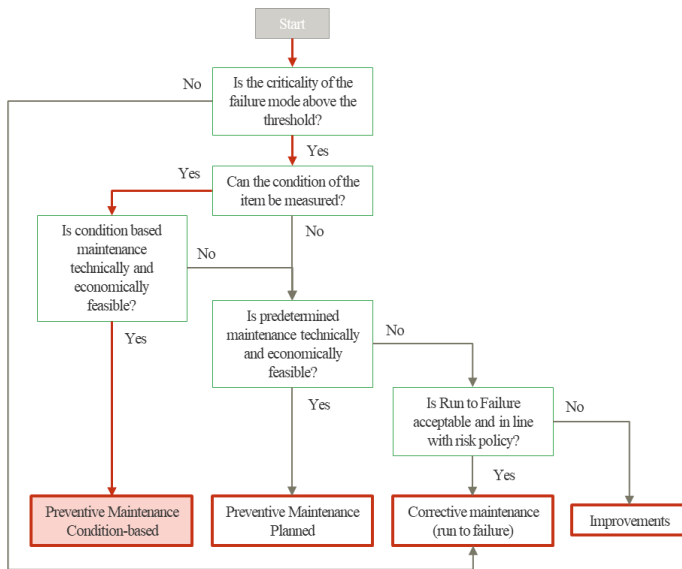 Start
No
Is the criticality of the
failure mode above the
threshold?
Yes
Yes
Can the condition of the
item be measured?
Is condition based
maintenance
technically and
economically
feasible?
No
No
Yes
Is predetermined
maintenance technically
and economically
feasible?
No
Yes
Is Run to Failure
acceptable and in line
with risk policy?
No
Yes
Preventive Maintenance
Condition-based
Preventive Maintenance
Planned
Corrective maintenance
(run to failure)
Improvements